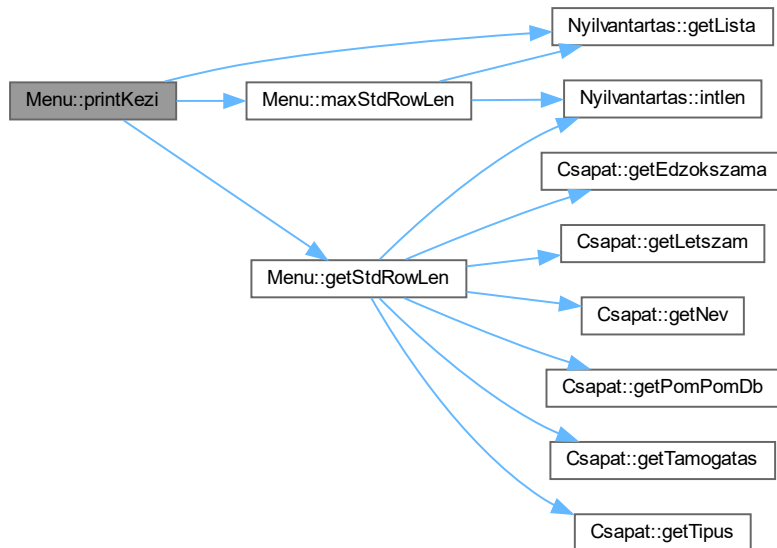 Nyilvantartas::getLista
Menu::printKezi
Menu::maxStdRowLen
Nyilvantartas::intlen
Csapat::getEdzokszama
Csapat::getLetszam
Menu::getStdRowLen
Csapat::getNev
Csapat::getPomPomDb
Csapat::getTamogatas
Csapat::getTipus